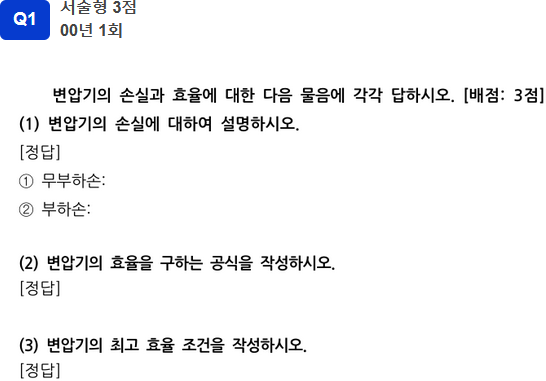 Q1
서술형 3점
00년 1회
변압기의 손실과 효율에 대한 다음 물음에 각각 답하시오. [배점: 3점]
(1) 변압기의 손실에 대하여 설명하시오.
[정답]
① 무부하손:
② 부하손:
(2) 변압기의 효율을 구하는 공식을 작성하시오.
[정답]
(3) 변압기의 최고 효율 조건을 작성하시오.
[정답]